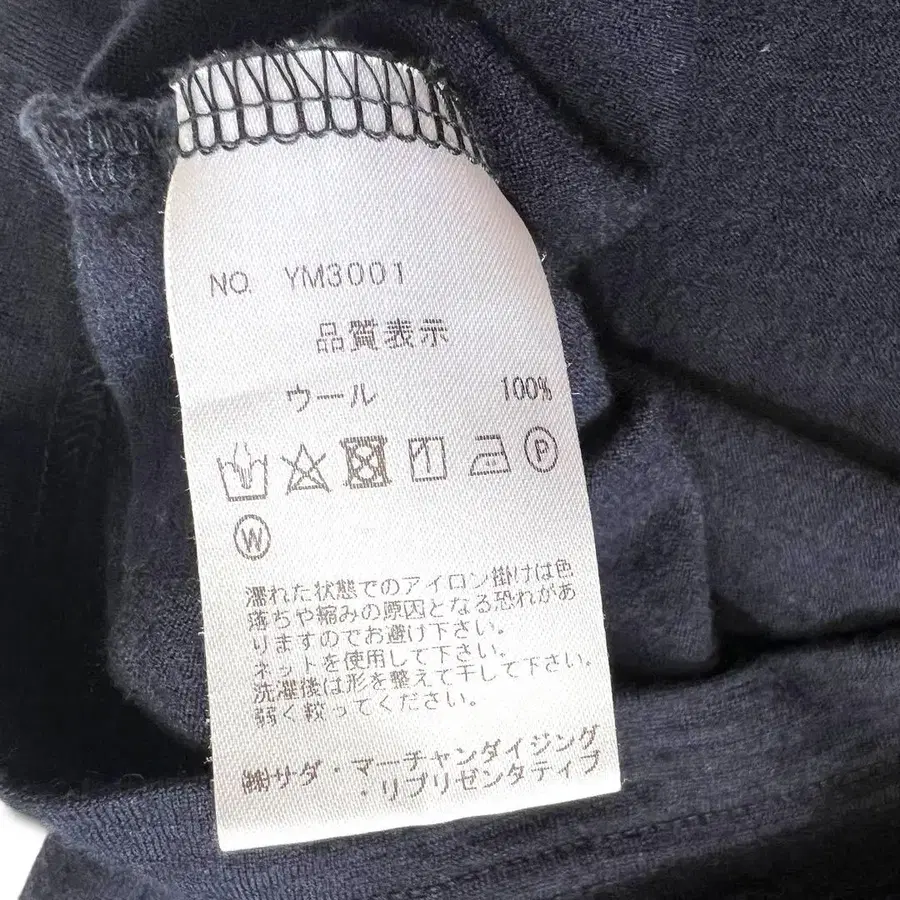 NO. YM3001
品質表示
ウール 100%
P
W
濡れた状態でのアイロン掛けは色
落ちや縮みの原因となる恐れがあ
りますのでお避け下さい。
ネットを使用して下さい。
洗濯後は形を整えて干して下さい。
弱く絞ってください。
㈱サダ・マーチャンダイジング
・リプリゼンタティブ